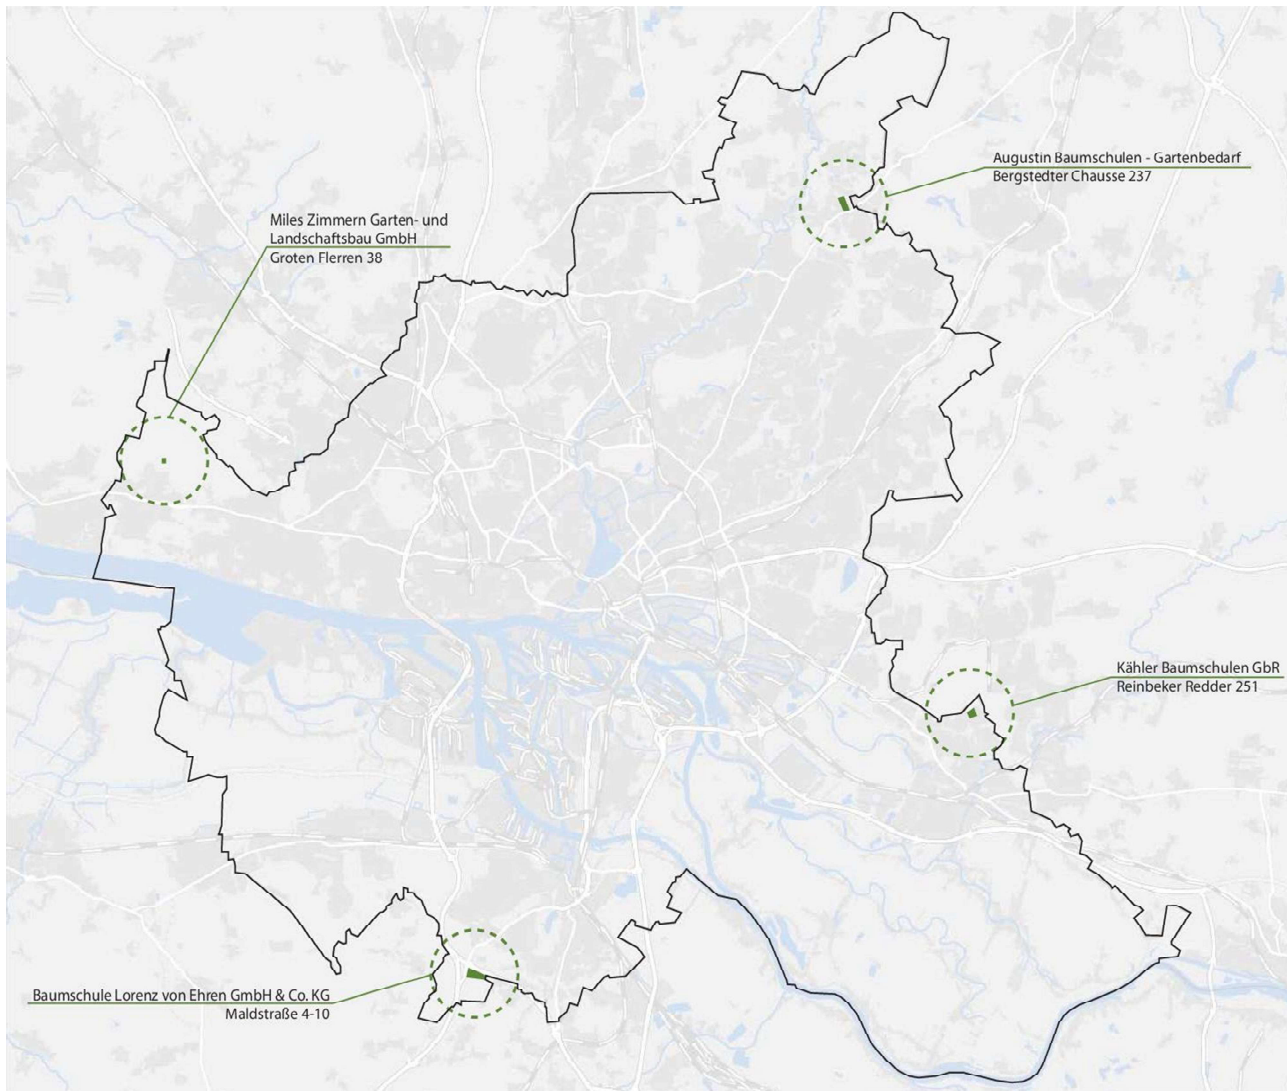 Augustin Baumschulen - Gartenbedarf
Bergstedter Chausse 237
Miles Zimmern Garten- und
Landschaftsbau GmbH
Groten Flerren 38
Kähler Baumschulen GbR
Reinbeker Redder 251
Baumschule Lorenz von Ehren GmbH & Co. KG
Maldstraße 4-10